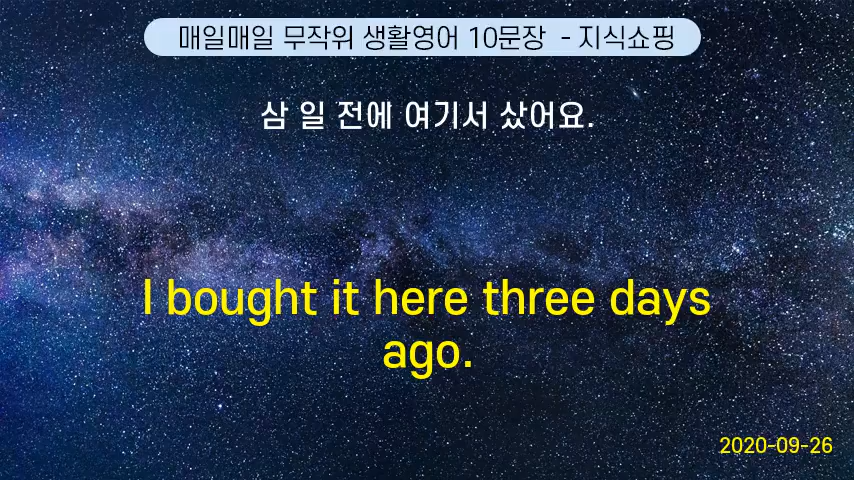 매일매일 무작위 생활영어 10문장 - 지식쇼핑
삼 일 전에 여기서 샀어요.
I bought it here three days
ago.
2020-09-26